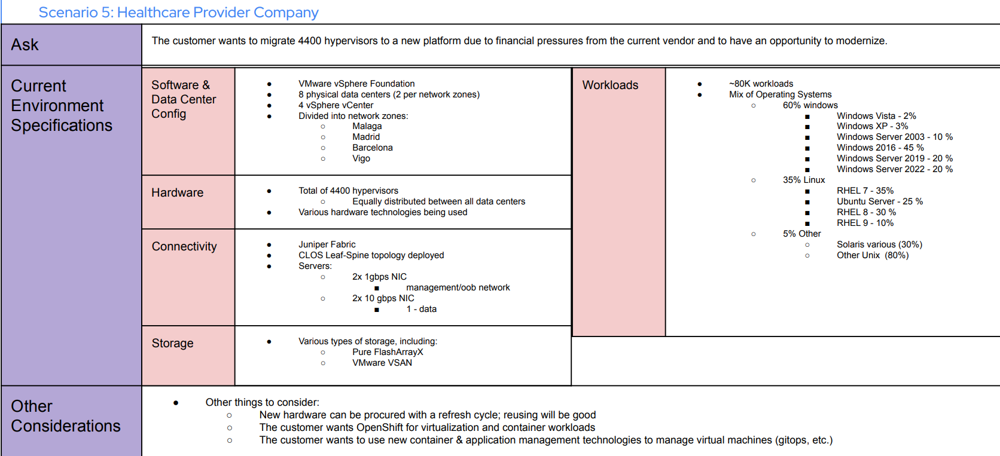 Scenario 5: Healthcare Provider Company
Ask
The customer wants to migrate 4400 hypervisors to a new platform due to financial pressures from the current vendor and to have an opportunity to modernize.
Current
Environment
Specifications
Software &
Data Center
Config
● VMware vSphere Foundation
● 8 physical data centers (2 per network zones)
● 4 vSphere vCenter
● Divided into network zones:
○ Malaga
○ Madrid
○ Barcelona
○ Vigo
Hardware
● Total of 4400 hypervisors
○ Equally distributed between all data centers
● Various hardware technologies being used
Connectivity
● Juniper Fabric
● CLOS Leaf-Spine topology deployed
● Servers:
○ 2x 1gbps NIC
■ management/oob network
○ 2x 10 gbps NIC
■ 1 - data
Storage
● Various types of storage, including:
○ Pure FlashArrayX
○ VMware VSAN
Workloads
● ~80K workloads
● Mix of Operating Systems
○ 60% windows
■ Windows Vista - 2%
■ Windows XP - 3%
■ Windows Server 2003 - 10 %
■ Windows 2016 - 45 %
■ Windows Server 2019 - 20 %
■ Windows Server 2022 - 20 %
○ 35% Linux
■ RHEL 7 - 35%
■ Ubuntu Server - 25 %
■ RHEL 8 - 30 %
■ RHEL 9 - 10%
○ 5% Other
○ Solaris various (30%)
○ Other Unix (80%)
Other
Considerations
● Other things to consider:
○ New hardware can be procured with a refresh cycle; reusing will be good
○ The customer wants OpenShift for virtualization and container workloads
○ The customer wants to use new container & application management technologies to manage virtual machines (gitops, etc.)